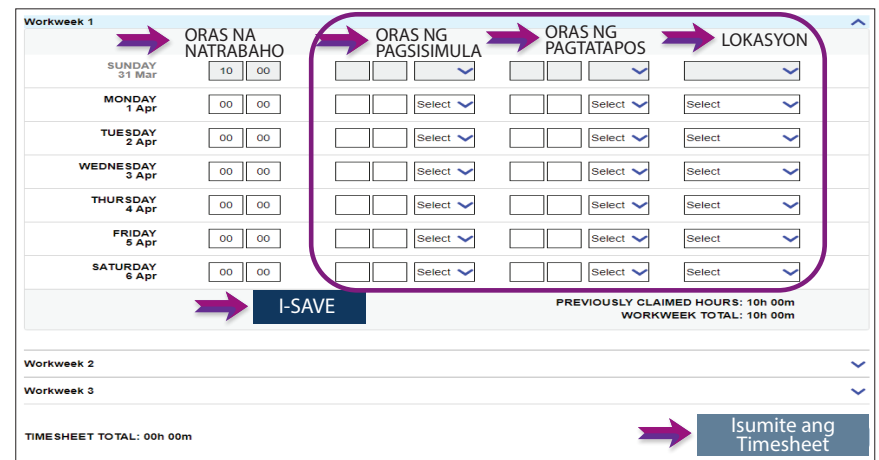 Workweek 1
ORAS NA
NATRABAHO
ORAS NG
PAGSISIMULA
ORAS NG
PAGTATAPOS
LOKASYON
SUNDAY
31 Mar
10 00
MONDAY
1 Apr
00 00 Select Select Select
TUESDAY
2 Apr
00 00 Select Select Select
WEDNESDAY
3 Apr
00 00 Select Select Select
THURSDAY
4 Apr
00 00 Select Select Select
FRIDAY
5 Apr
00 00 Select Select Select
SATURDAY
6 Apr
00 00 Select Select Select
I-SAVE
PREVIOUSLY CLAIMED HOURS: 10h 00m
WORKWEEK TOTAL: 10h 00m
Workweek 2
Workweek 3
TIMESHEET TOTAL: 00h 00m
Isumite ang
Timesheet